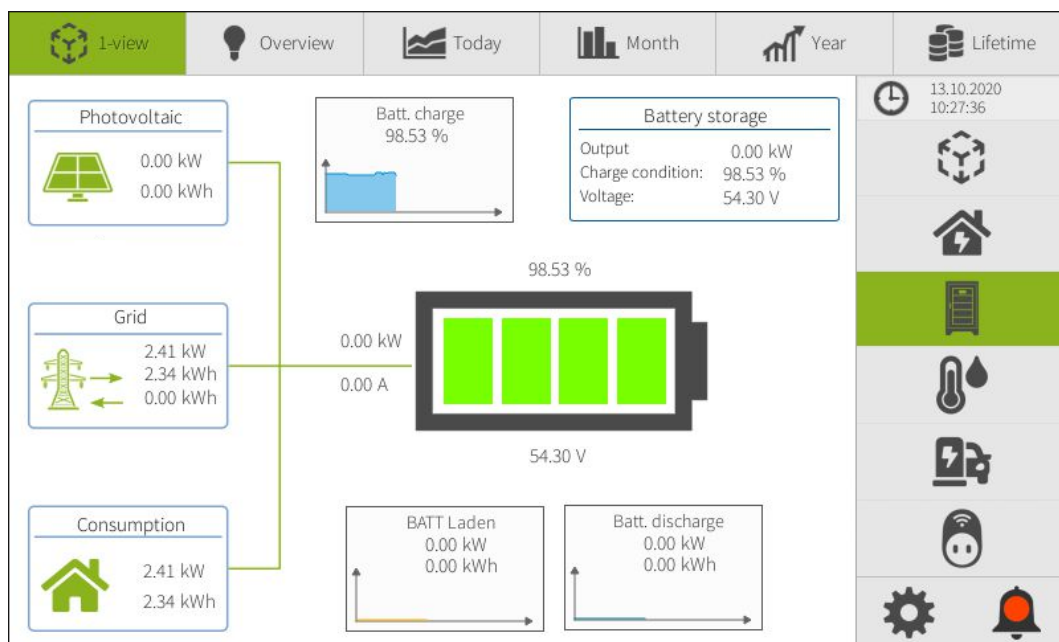 1-view
Overview
Today
Month
Year
Lifetime
13.10.2020
10:27:36
Photovoltaic
0.00 kW
0.00 kWh
Batt. charge
98.53 %
Battery storage
Output 0.00 kW
Charge condition: 98.53 %
Voltage: 54.30 V
98.53 %
Grid
2.41 kW
2.34 kWh
0.00 kWh
0.00 kW
0.00 A
54.30 V
Consumption
2.41 kW
2.34 kWh
BATT Laden
0.00 kW
0.00 kWh
Batt. discharge
0.00 kW
0.00 kWh